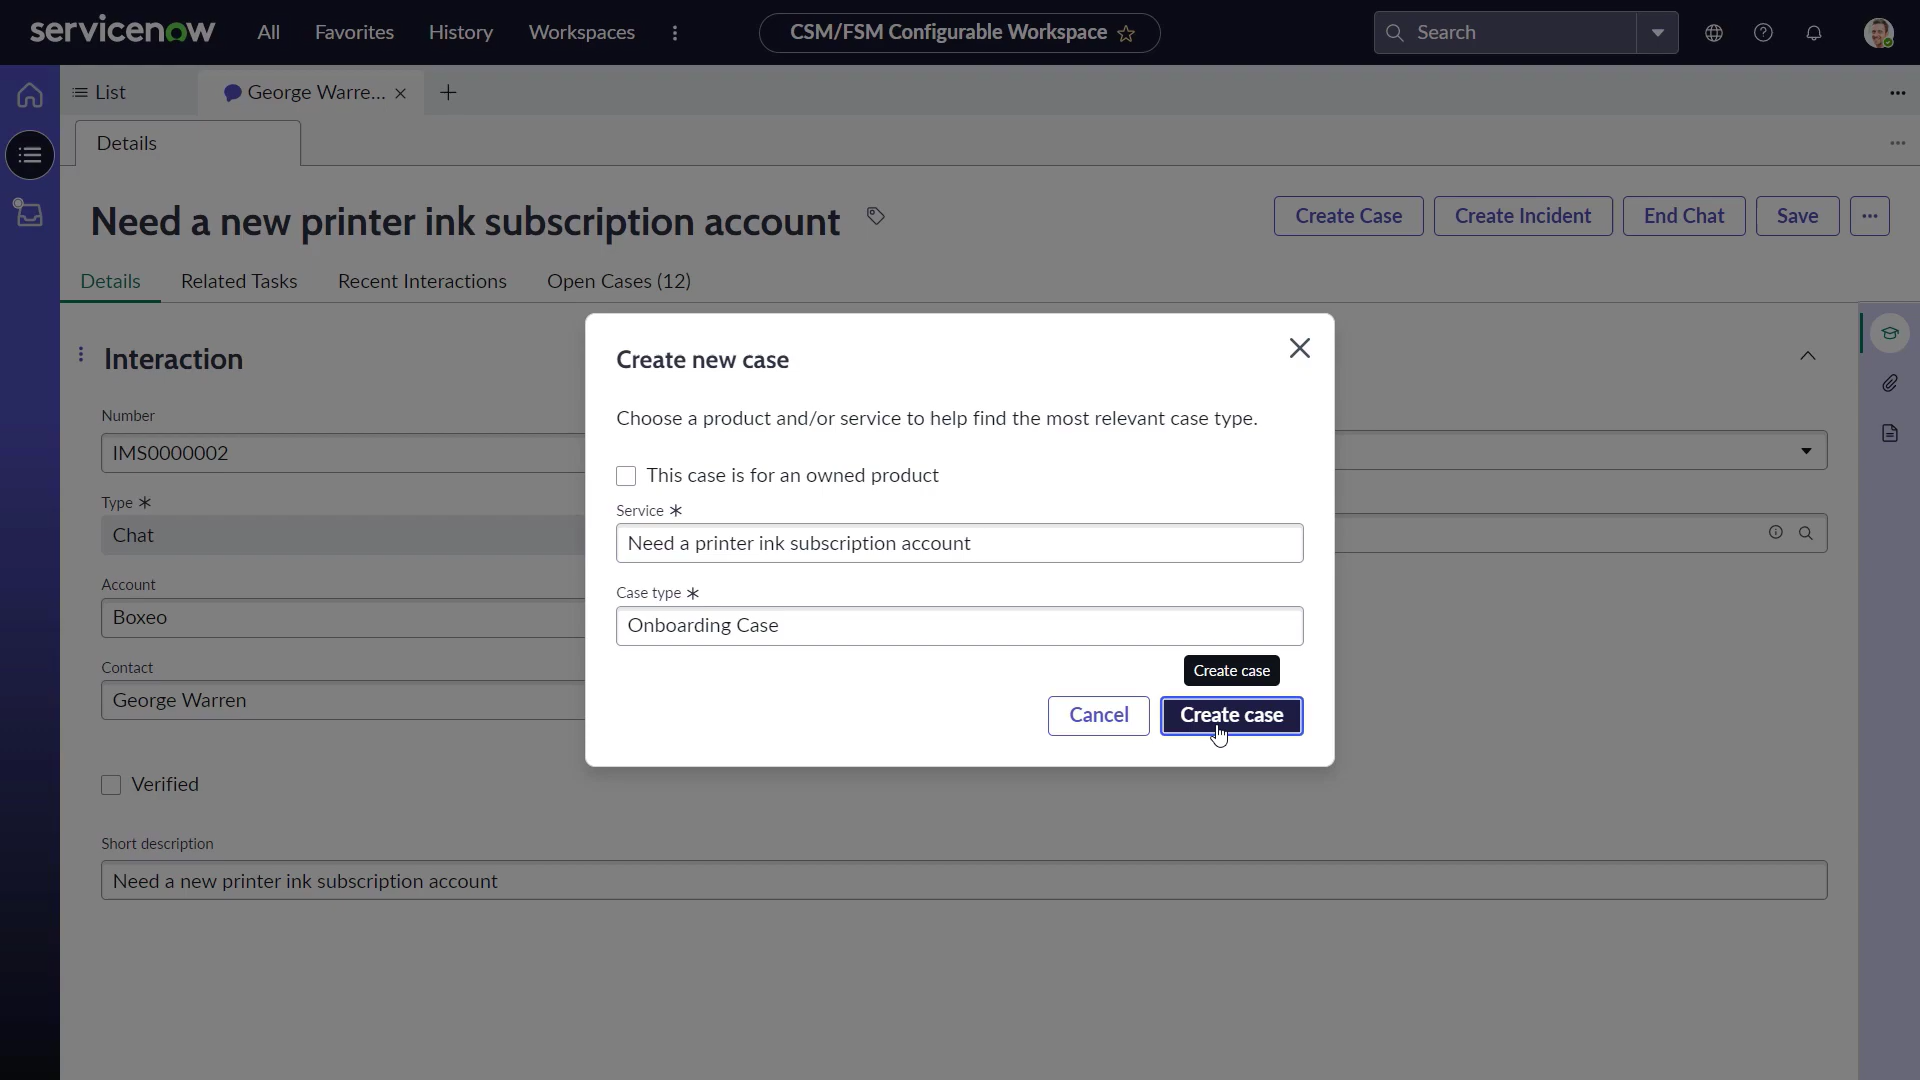 servicenow All Favorites History Workspaces CSM/FSM Configurable Workspace Search
List George Warre...
Details
Need a new printer ink subscription account Create Case Create Incident End Chat Save
Details Related Tasks Recent Interactions Open Cases (12)
Interaction
Number
IMS0000002
Type *
Chat
Account
Boxeo
Contact
George Warren
Verified
Short description
Need a new printer ink subscription account
Create new case
Choose a product and/or service to help find the most relevant case type.
This case is for an owned product
Service *
Need a printer ink subscription account
Case type *
Onboarding Case
Create case
Cancel Create case